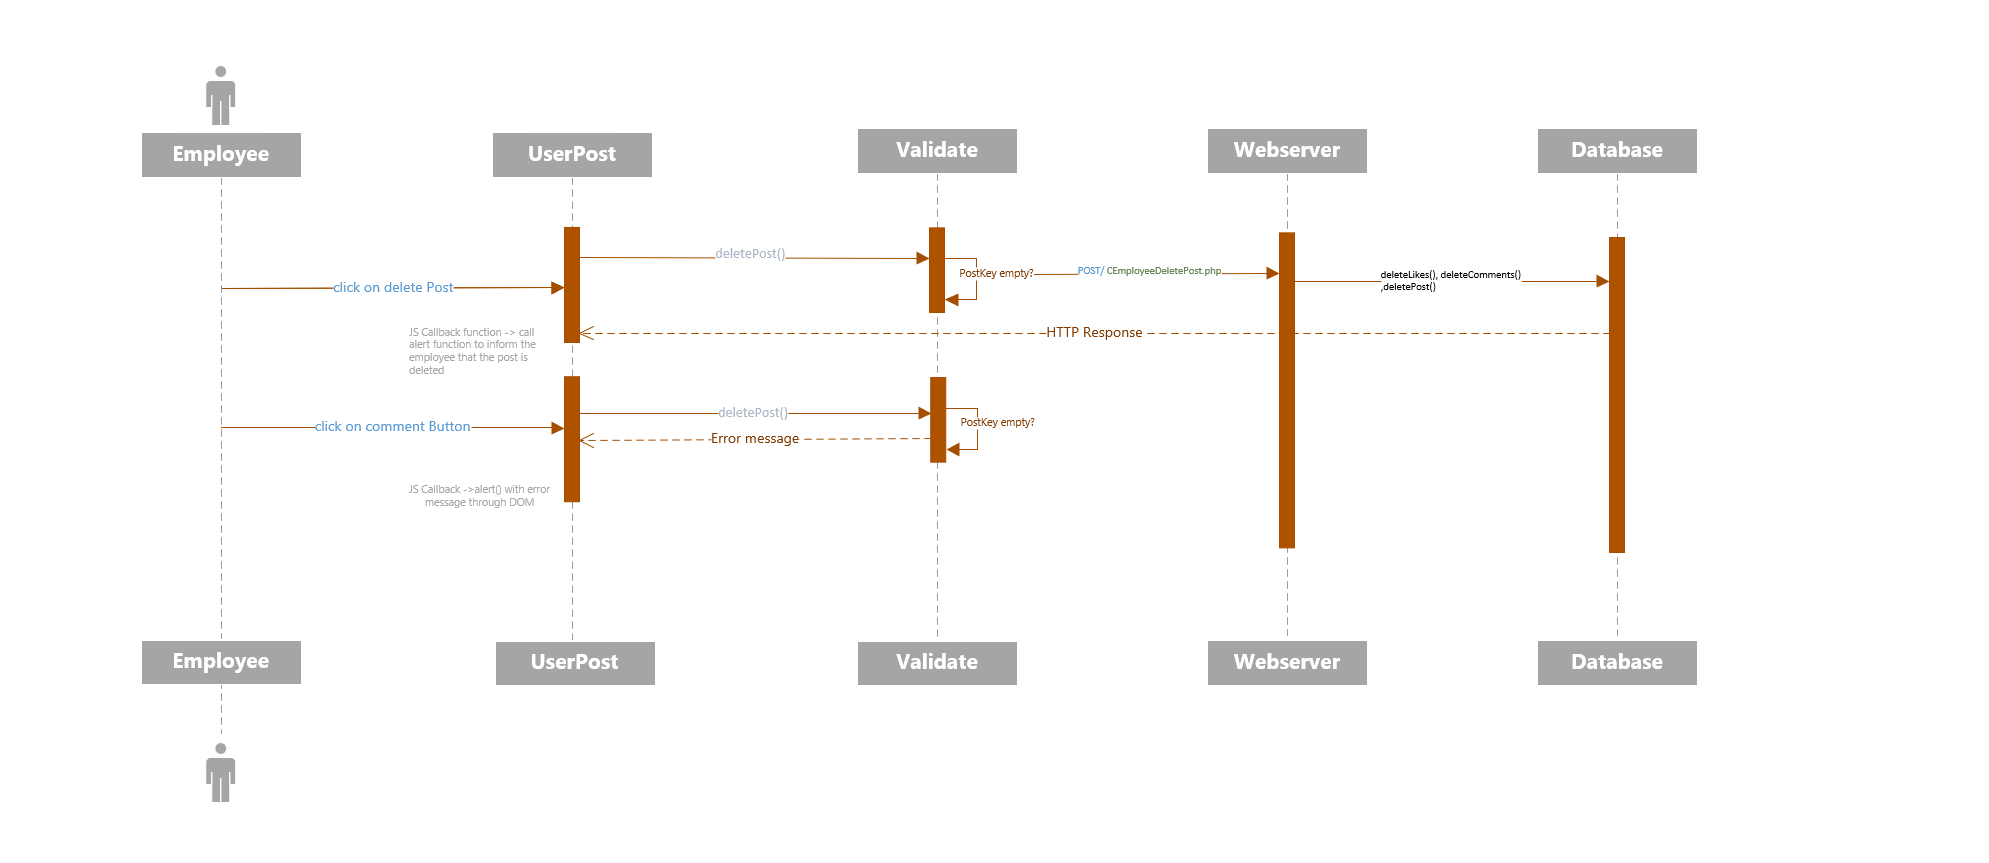 Employee
UserPost
Validate
Webserver
Database
deletePost()
PostKey empty?
POST/ CEmployeeDeletePost.php
deleteLikes(), deleteComments()
,deletePost()
click on delete Post
JS Callback function -> call
alert function to inform the
employee that the post is
deleted
HTTP Response
deletePost()
PostKey empty?
click on comment Button
Error message
JS Callback ->alert() with error
message through DOM
Employee
UserPost
Validate
Webserver
Database